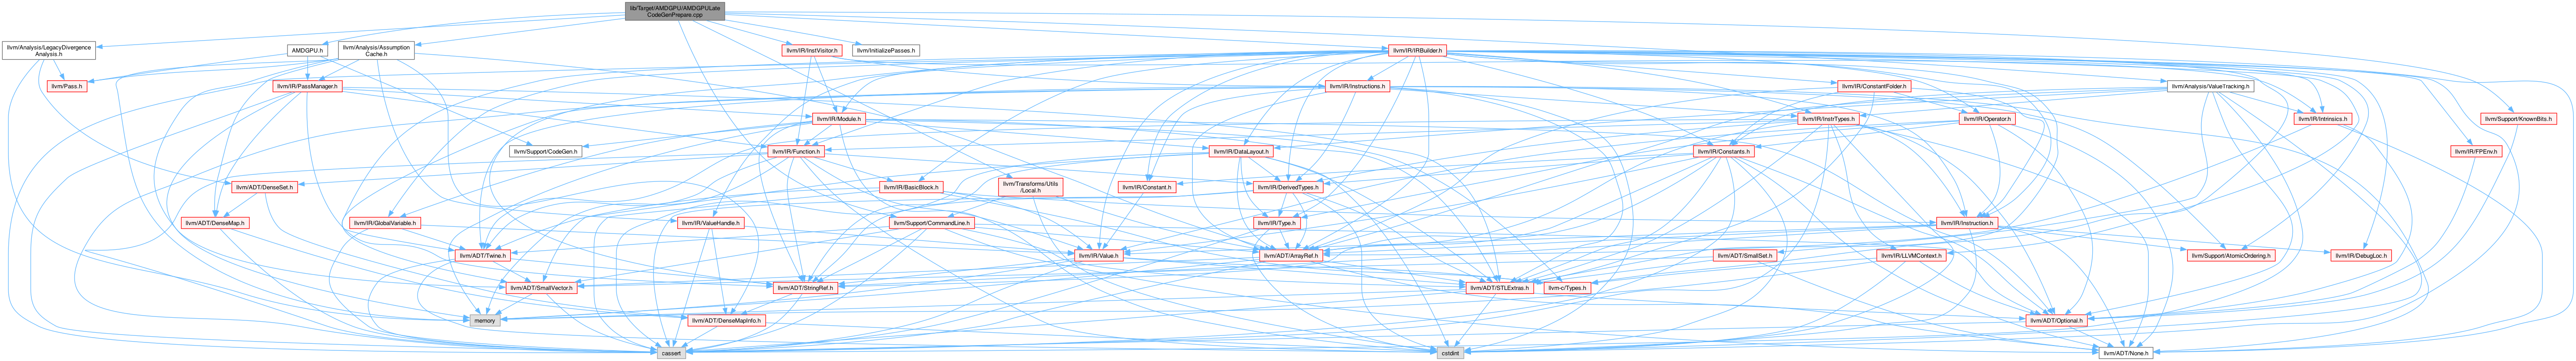 lib/Target/AMDGPU/AMDGPULate
CodeGenPrepare.cpp
llvm/Analysis/LegacyDivergence
Analysis.h
AMDGPU.h
llvm/Analysis/Assumption
Cache.h
llvm/IR/InstVisitor.h
llvm/InitializePasses.h
llvm/IR/IRBuilder.h
llvm/Pass.h
llvm/IR/PassManager.h
llvm/IR/Instructions.h
llvm/IR/ConstantFolder.h
llvm/Analysis/ValueTracking.h
llvm/IR/Module.h
llvm/IR/InstrTypes.h
llvm/IR/Operator.h
llvm/IR/Intrinsics.h
llvm/Support/KnownBits.h
llvm/Support/CodeGen.h
llvm/IR/Function.h
llvm/IR/DataLayout.h
llvm/IR/Constants.h
llvm/IR/FPEnv.h
llvm/ADT/DenseSet.h
llvm/IR/BasicBlock.h
llvm/Transforms/Utils
/Local.h
llvm/IR/Constant.h
llvm/IR/DerivedTypes.h
llvm/ADT/DenseMap.h
llvm/IR/GlobalVariable.h
llvm/IR/ValueHandle.h
llvm/Support/CommandLine.h
llvm/IR/Type.h
llvm/IR/Instruction.h
llvm/ADT/Twine.h
llvm/IR/Value.h
llvm/ADT/ArrayRef.h
llvm/ADT/SmallSet.h
llvm/IR/LLVMContext.h
llvm/Support/AtomicOrdering.h
llvm/IR/DebugLoc.h
llvm/ADT/SmallVector.h
llvm/ADT/StringRef.h
llvm-c/Types.h
llvm/ADT/STLExtras.h
memory
llvm/ADT/DenseMapInfo.h
llvm/ADT/Optional.h
cassert
cstdint
llvm/ADT/None.h